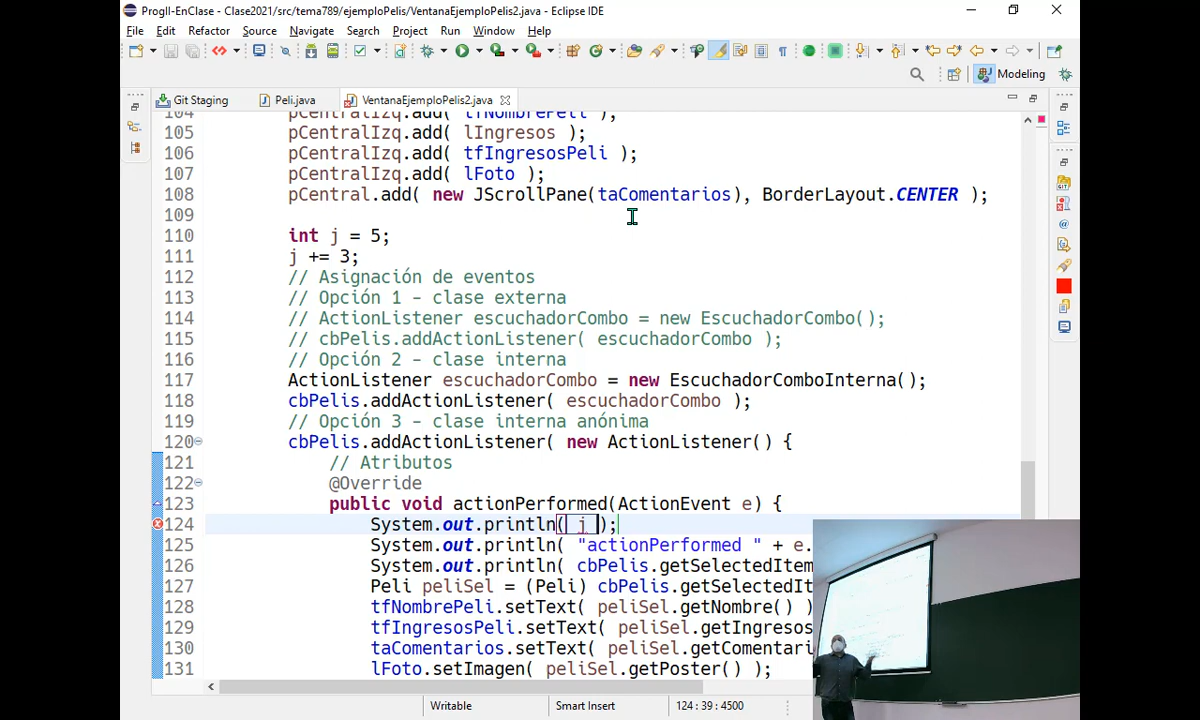 ProgII-EnClase - Clase2021/src/tema789/ejemploPelis/VentanaEjemploPelis2.java - Eclipse IDE
File Edit Refactor Source Navigate Search Project Run Window Help
Modeling
Git Staging Peli.java VentanaEjemploPelis2.java
104 pCentralIzq.add( tfNombrePeli );
105 pCentralIzq.add( lIngresos );
106 pCentralIzq.add( tfIngresosPeli );
107 pCentralIzq.add( lFoto );
108 pCentral.add( new JScrollPane(taComentarios), BorderLayout.CENTER );
109
110 int j = 5;
111 j += 3;
112 // Asignación de eventos
113 // Opción 1 - clase externa
114 // ActionListener escuchadorCombo = new EscuchadorCombo();
115 // cbPelis.addActionListener( escuchadorCombo );
116 // Opción 2 - clase interna
117 ActionListener escuchadorCombo = new EscuchadorComboInterna();
118 cbPelis.addActionListener( escuchadorCombo );
119 // Opción 3 - clase interna anónima
120 cbPelis.addActionListener( new ActionListener() {
121 // Atributos
122 @Override
123 public void actionPerformed(ActionEvent e) {
124 System.out.println( j );
125 System.out.println( "actionPerformed " + e.
126 System.out.println( cbPelis.getSelectedItem
127 Peli peliSel = (Peli) cbPelis.getSelectedIt
128 tfNombrePeli.setText( peliSel.getNombre() )
129 tfIngresosPeli.setText( peliSel.getIngresos
130 taComentarios.setText( peliSel.getComentari
131 lFoto.setImagen( peliSel.getPoster() );
Writable Smart Insert 124 : 39 : 4500